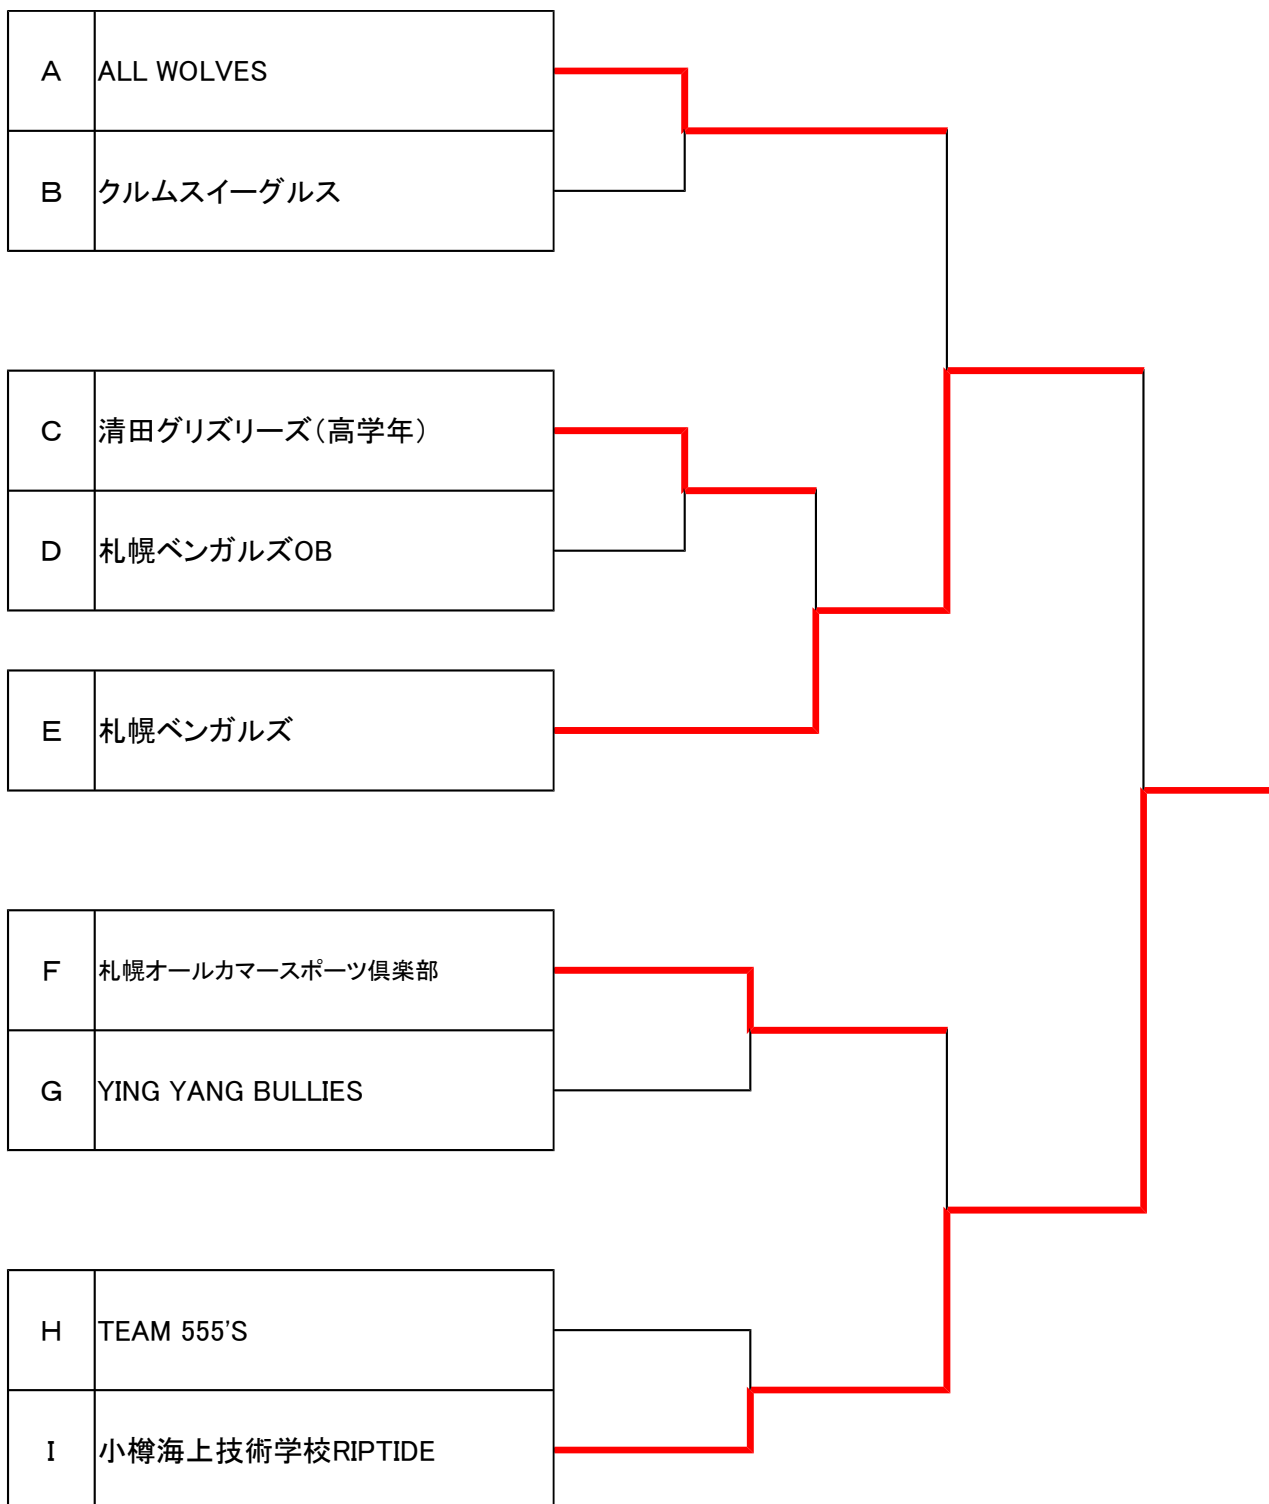 A ALL WOLVES
B クルムスイーグルス
C 清田グリズリーズ（高学年）
D 札幌ベンガルズOB
E 札幌ベンガルズ
F 札幌オールカマースポーツ倶楽部
G YING YANG BULLIES
H TEAM 555'S
I 小樽海上技術学校RIPTIDE